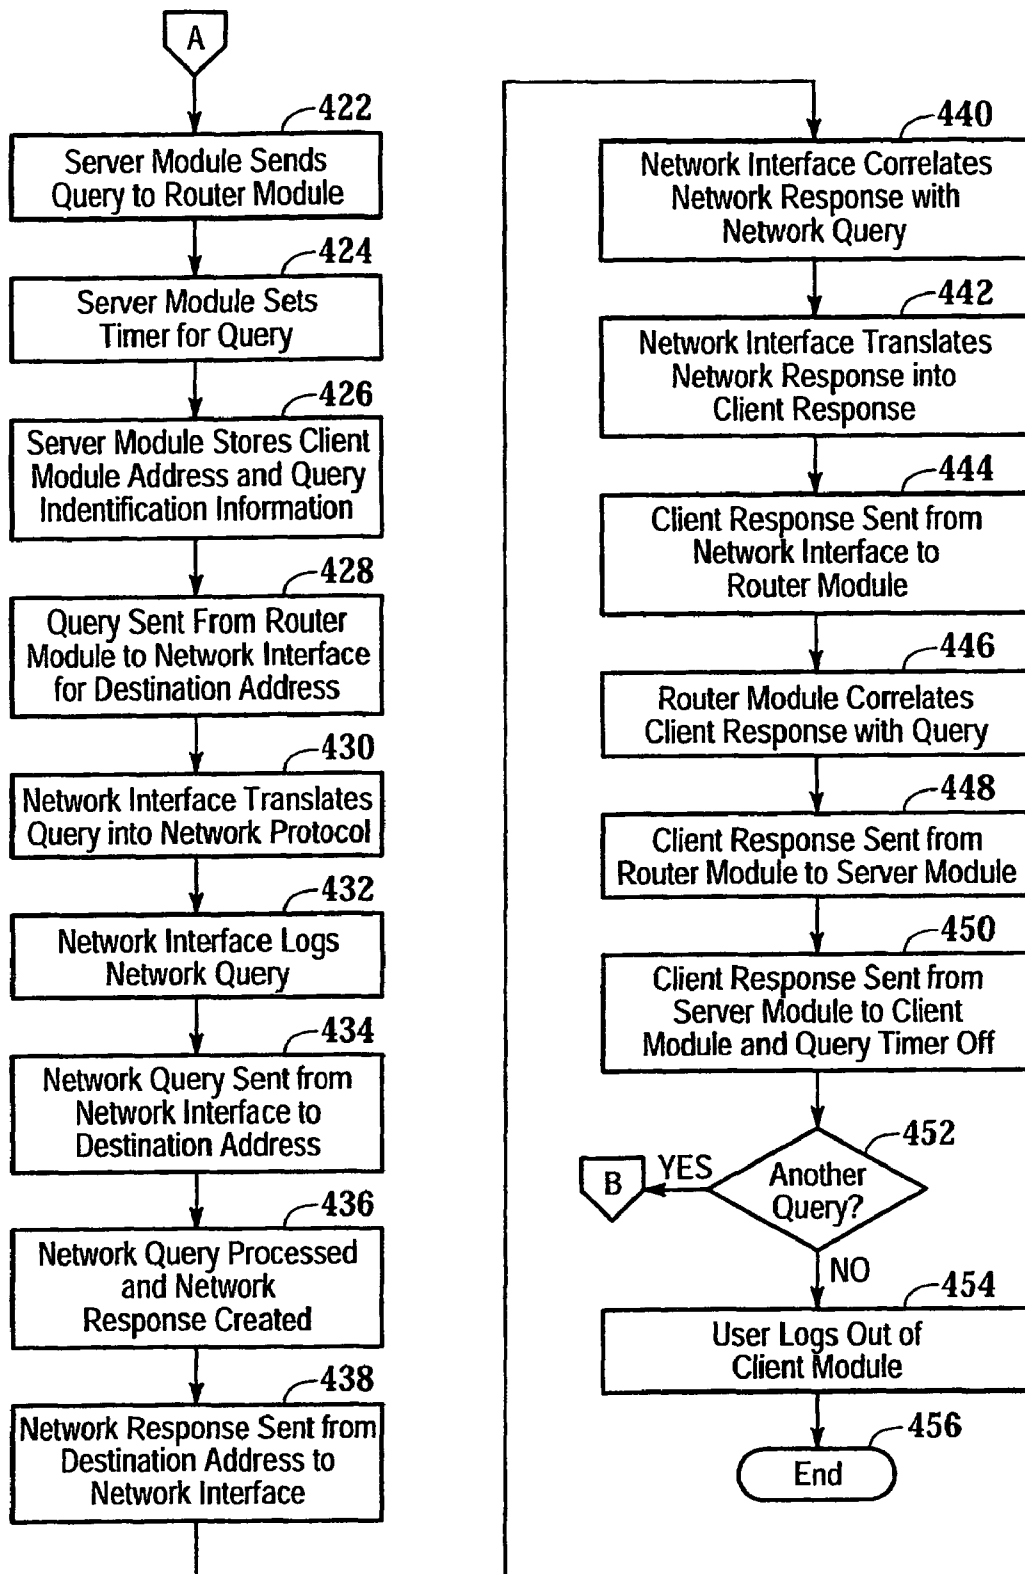 A
422
Server Module Sends
Query to Router Module
424
Server Module Sets
Timer for Query
426
Server Module Stores Client
Module Address and Query
Indentification Information
428
Query Sent From Router
Module to Network Interface
for Destination Address
430
Network Interface Translates
Query into Network Protocol
432
Network Interface Logs
Network Query
434
Network Query Sent from
Network Interface to
Destination Address
436
Network Query Processed
and Network
Response Created
438
Network Response Sent from
Destination Address to
Network Interface
440
Network Interface Correlates
Network Response with
Network Query
442
Network Interface Translates
Network Response into
Client Response
444
Client Response Sent from
Network Interface to
Router Module
446
Router Module Correlates
Client Response with Query
448
Client Response Sent from
Router Module to Server Module
450
Client Response Sent from
Server Module to Client
Module and Query Timer Off
452
Another
Query?
YES
B
NO
454
User Logs Out of
Client Module
456
End